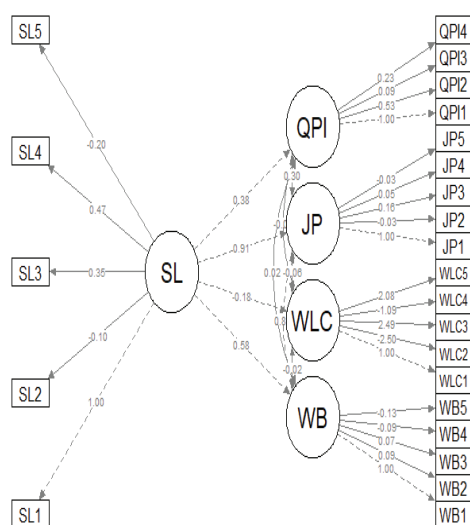 SL5
SL4
SL3
SL2
SL1
-0.20
0.47
0.35
-0.10
1.00
SL
0.38
-0.91
-0.18
0.58
QPI
JP
WLC
WB
0.30
0.02
-0.06
-0.02
0.23
0.09
0.53
1.00
-0.03
0.05
-0.16
-0.03
1.00
2.08
-1.09
2.49
-2.50
1.00
-0.13
-0.09
0.07
0.09
1.00
QPI4
QPI3
QPI2
QPI1
JP5
JP4
JP3
JP2
JP1
WLC5
WLC4
WLC3
WLC2
WLC1
WB5
WB4
WB3
WB2
WB1